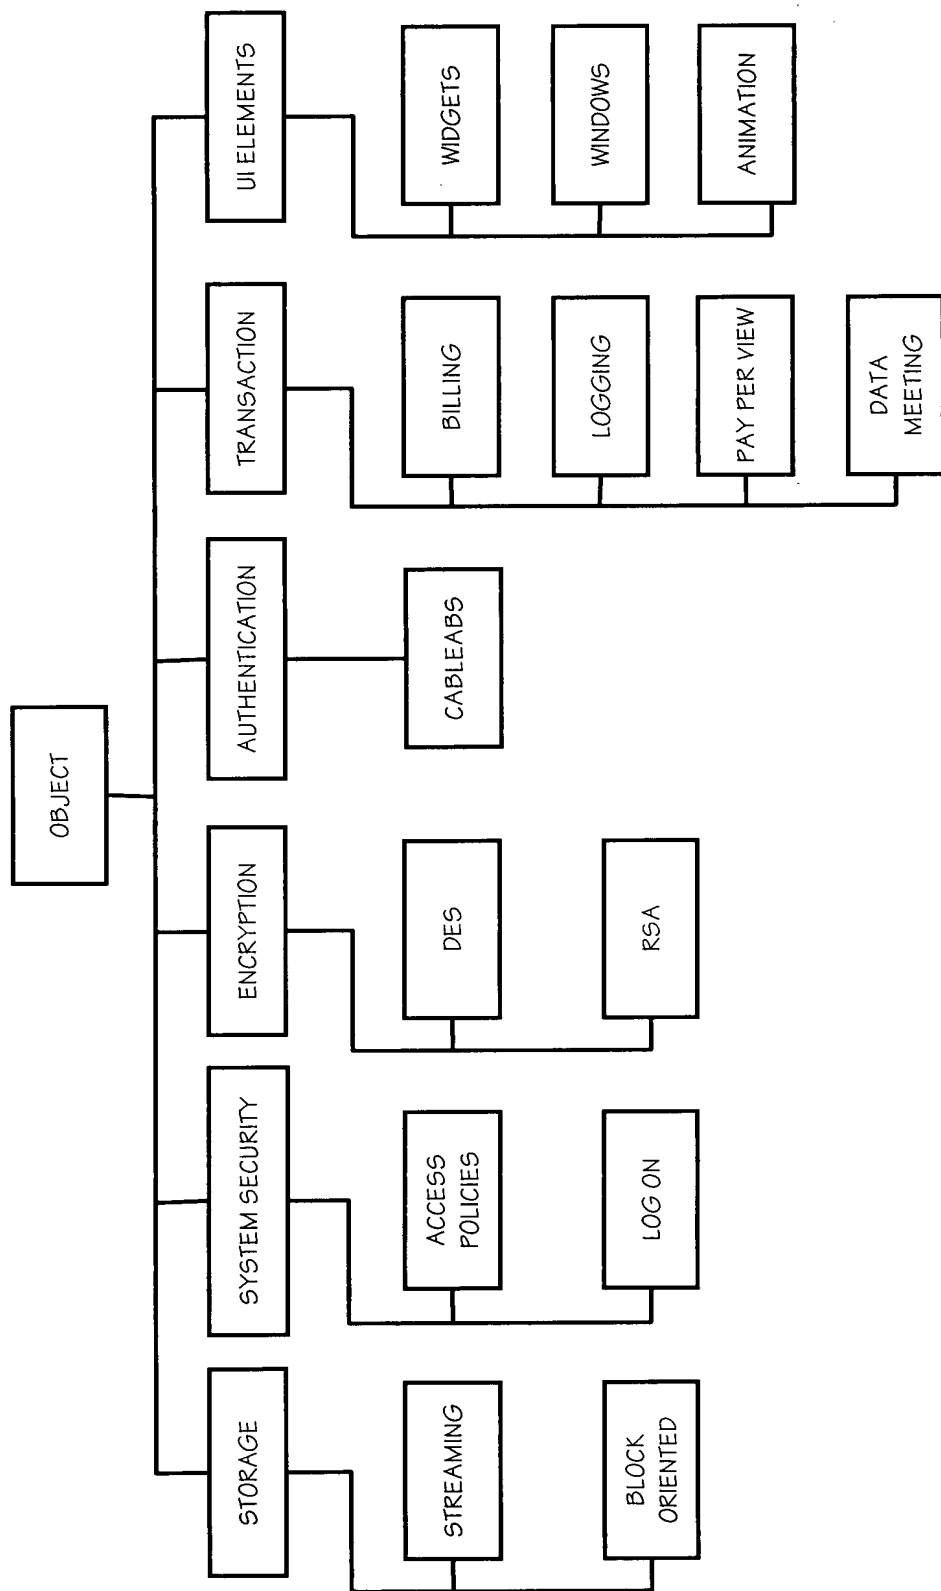 OBJECT
STORAGE
SYSTEM SECURITY
ENCRYPTION
AUTHENTICATION
TRANSACTION
UI ELEMENTS
STREAMING
ACCESS
POLICIES
DES
CABLEABS
BILLING
WIDGETS
BLOCK
ORIENTED
LOG ON
RSA
LOGGING
WINDOWS
PAY PER VIEW
ANIMATION
DATA
MEETING